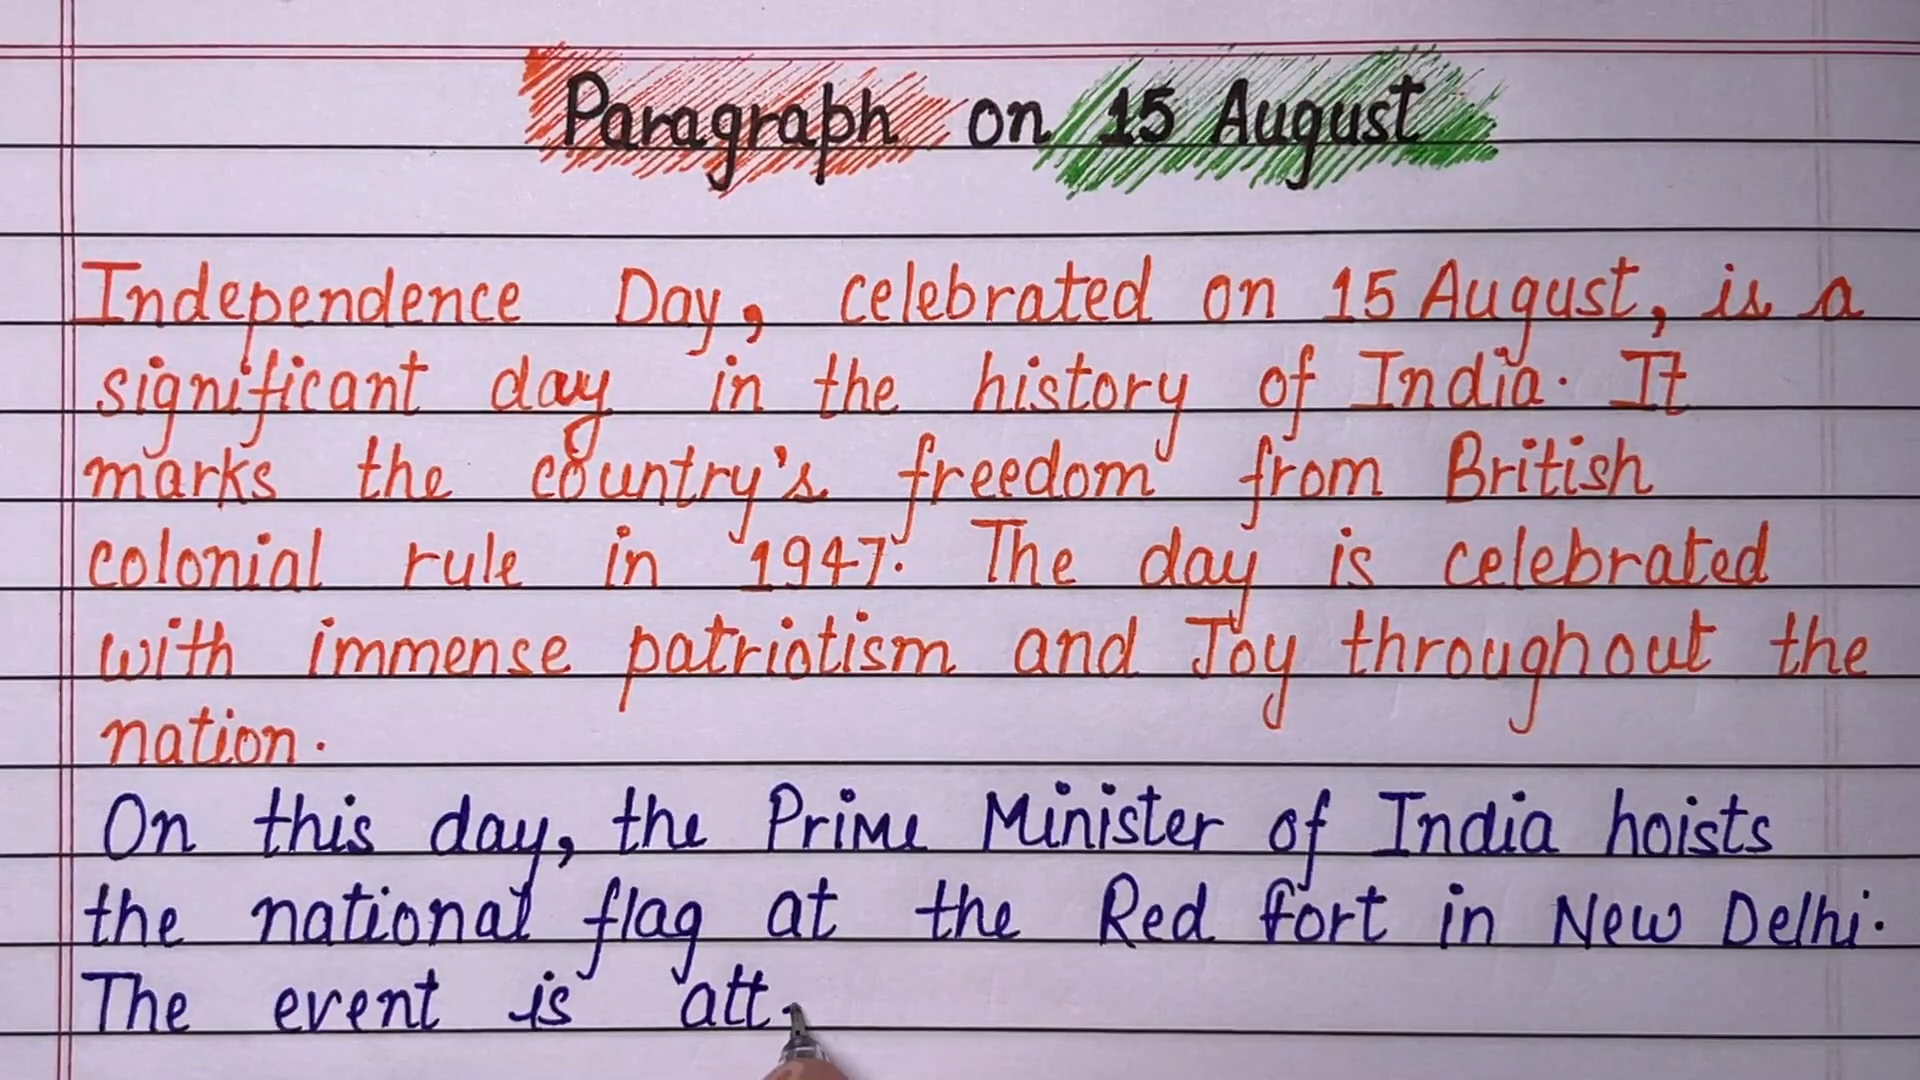 Paragraph on 15 August
Independence Day, celebrated on 15 August, is a
significant day in the history of India. It
marks the country's freedom from British
colonial rule in 1947. The day is celebrated
with immense patriotism and Joy throughout the
nation.
On this day, the Prime Minister of India hoists
the national flag at the Red fort in New Delhi.
The event is att